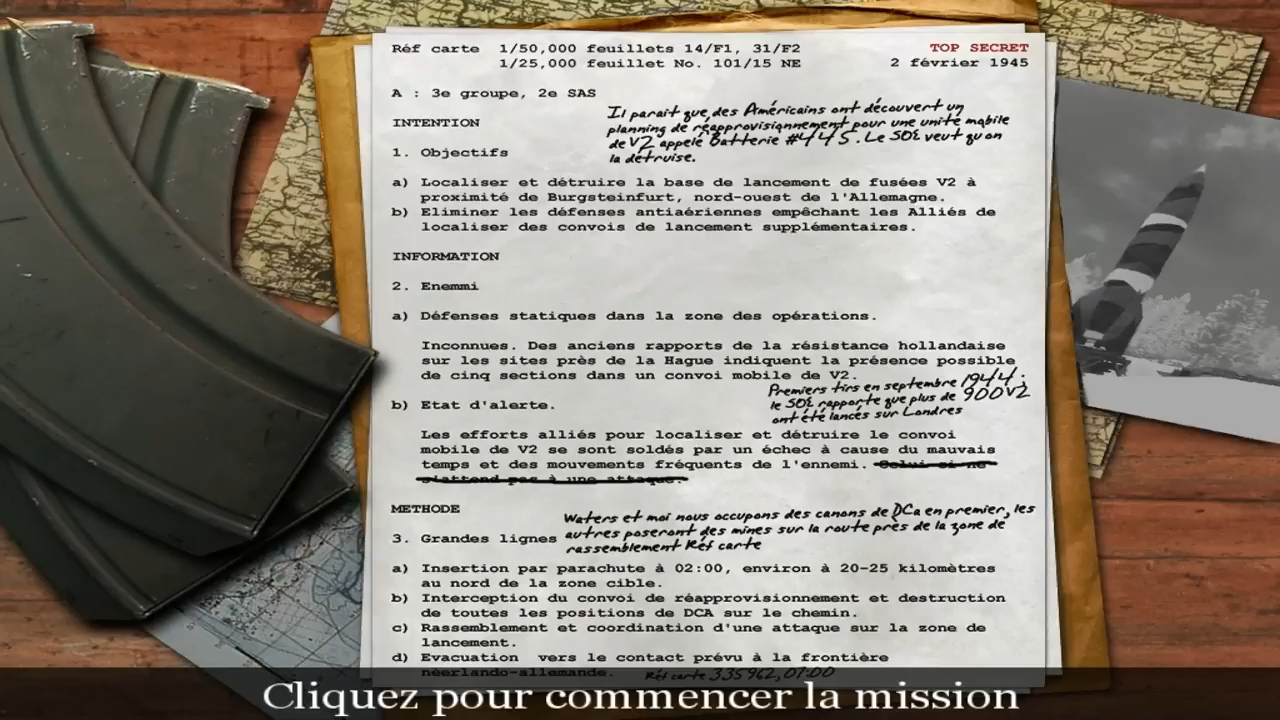 Réf carte 1/50,000 feuillets 14/F1, 31/F2 TOP SECRET
1/25,000 feuillet No. 101/15 NE 2 février 1945
A : 3e groupe, 2e SAS
Il parait que des Américains ont découvert un
planning de réapprovisionnement pour une unité mobile
de V2 appelé Batterie #445. Le SOE veut qu'on
la détruise.
INTENTION
1. Objectifs
a) Localiser et détruire la base de lancement de fusées V2 à
proximité de Burgsteinfurt, nord-ouest de l'Allemagne.
b) Eliminer les défenses antiaériennes empêchant les Alliés de
localiser des convois de lancement supplémentaires.
INFORMATION
2. Enemmi
a) Défenses statiques dans la zone des opérations.
Inconnues. Des anciens rapports de la résistance hollandaise
sur les sites près de la Hague indiquent la présence possible
de cinq sections dans un convoi mobile de V2.
Premiers tirs en septembre 1944;
le SOE rapporte que plus de 900 V2
ont été lancés sur Londres
b) Etat d'alerte.
Les efforts alliés pour localiser et détruire le convoi
mobile de V2 se sont soldés par un échec à cause du mauvais
temps et des mouvements fréquents de l'ennemi. Celui si ne
s'attend pas à une attaque.
METHODE
Waters et moi nous occupons des canons de DCa en premier, les
autres poseront des mines sur la route près de la zone de
rassemblement Réf carte
3. Grandes lignes
a) Insertion par parachute à 02:00, environ à 20-25 kilomètres
au nord de la zone cible.
b) Interception du convoi de réapprovisionnement et destruction
de toutes les positions de DCA sur le chemin.
c) Rassemblement et coordination d'une attaque sur la zone de
lancement.
d) Evacuation vers le contact prévu à la frontière
néerlando-allemande. Réf carte 335962, 07:00
Cliquez pour commencer la mission